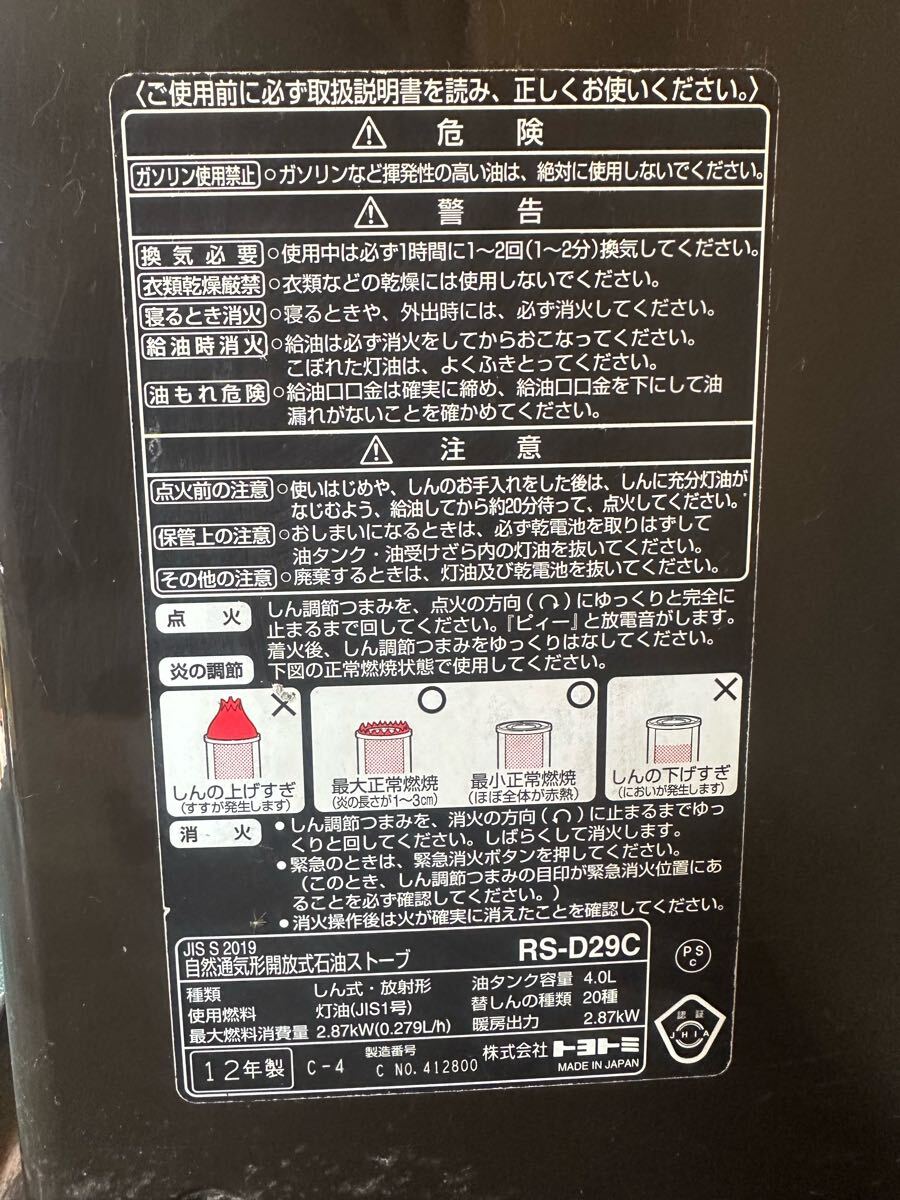 〈ご使用前に必ず取扱説明書を読み、正しくお使いください。〉
危険
ガソリン使用禁止 ○ガソリンなど揮発性の高い油は、絶対に使用しないでください。
警告
換気必要 ○使用中は必ず1時間に1〜2回(1〜2分)換気してください。
衣類乾燥厳禁 ○衣類などの乾燥には使用しないでください。
寝るとき消火 ○寝るときや、外出時には、必ず消火してください。
給油時消火 ○給油は必ず消火をしてからおこなってください。
こぼれた灯油は、よくふきとってください。
油もれ危険 ○給油口口金は確実に締め、給油口口金を下にして油
漏れがないことを確かめてください。
注意
点火前の注意 ○使いはじめや、しんのお手入れをした後は、しんに充分灯油が
なじむよう、給油してから約20分待って、点火してください。
保管上の注意 ○おしまいになるときは、必ず乾電池を取りはずして
油タンク・油受けざら内の灯油を抜いてください。
その他の注意 ○廃棄するときは、灯油及び乾電池を抜いてください。
点火 しん調節つまみを、点火の方向(↷)にゆっくりと完全に
止まるまで回してください。『ピィー』と放電音がします。
着火後、しん調節つまみをゆっくりはなしてください。
炎の調節 下図の正常燃焼状態で使用してください。
× ○ ○ ×
しんの上げすぎ 最大正常燃焼 最小正常燃焼 しんの下げすぎ
(すすが発生します) (炎の長さが1〜3cm) (ほぼ全体が赤熱) (においが発生します)
消火 ●しん調節つまみを、消火の方向(↶)に止まるまでゆっ
くりと回してください。しばらくして消火します。
●緊急のときは、緊急消火ボタンを押してください。
(このとき、しん調節つまみの目印が緊急消火位置にあ
ることを必ず確認してください。)
●消火操作後は火が確実に消えたことを確認してください。
JIS S 2019
自然通気形開放式石油ストーブ RS-D29C
PS C
種類 しん式・放射形 油タンク容量 4.0L
使用燃料 灯油(JIS1号) 替しんの種類 20種
最大燃料消費量 2.87kW(0.279L/h) 暖房出力 2.87kW
認証
JHIA
12年製 C-4 製造番号 C NO. 412800 株式会社トヨトミ
MADE IN JAPAN